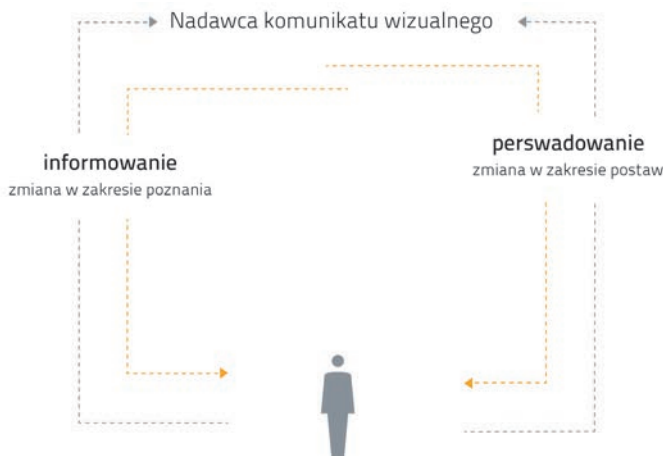 Nadawca komunikatu wizualnego
informowanie
zmiana w zakresie poznania
perswadowanie
zmiana w zakresie postaw